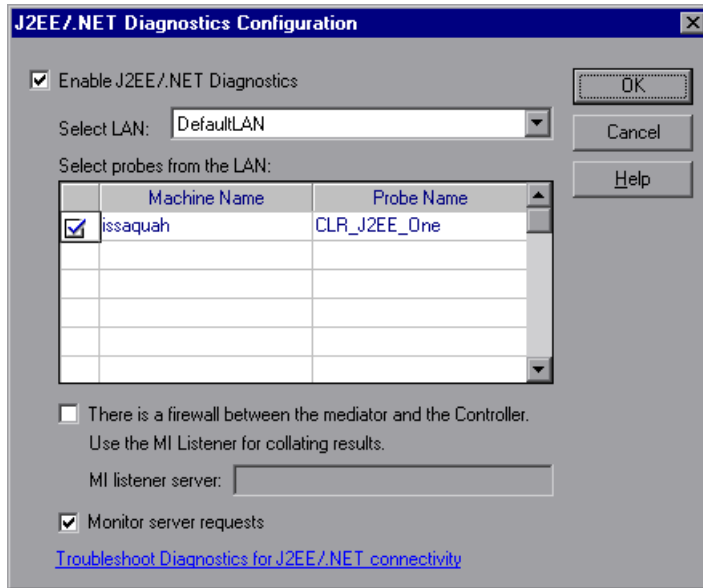 J2EE/.NET Diagnostics Configuration
Enable J2EE/.NET Diagnostics
OK
Select LAN: DefaultLAN
Cancel
Select probes from the LAN:
Help
Machine Name Probe Name
issaquah CLR_J2EE_One
There is a firewall between the mediator and the Controller.
Use the MI Listener for collating results.
MI listener server:
Monitor server requests
Troubleshoot Diagnostics for J2EE/.NET connectivity